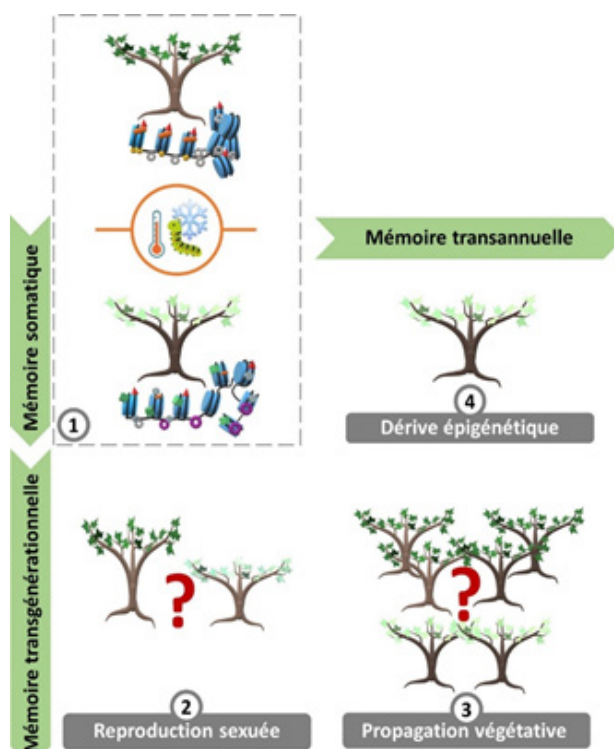 Mémoire somatique
1
Mémoire transannuelle
4
Dérive épigénétique
Mémoire transgénérationnelle
?
2
Reproduction sexuée
?
3
Propagation végétative